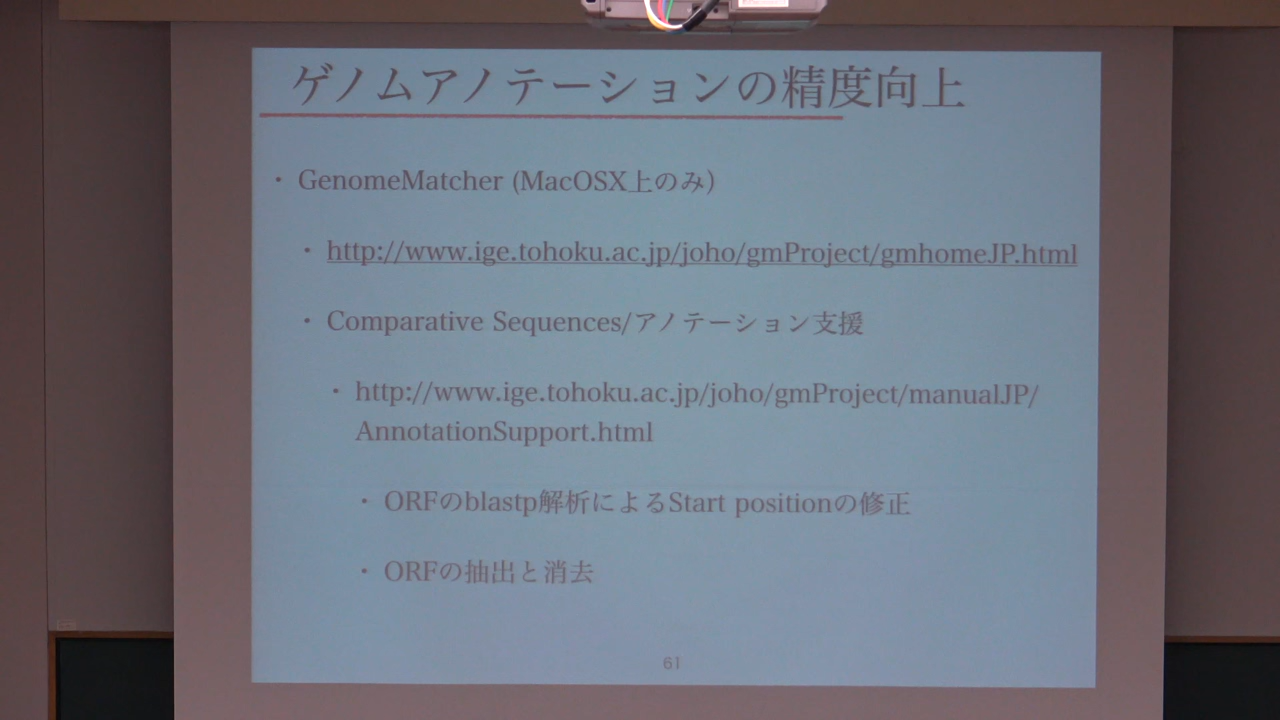 ゲノムアノテーションの精度向上
・ GenomeMatcher (MacOSX上のみ)
・ http://www.ige.tohoku.ac.jp/joho/gmProject/gmhomeJP.html
・ Comparative Sequences/アノテーション支援
・ http://www.ige.tohoku.ac.jp/joho/gmProject/manualJP/
AnnotationSupport.html
・ ORFのblastp解析によるStart positionの修正
・ ORFの抽出と消去
61